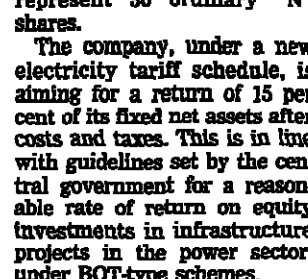 represent 50 ordinary "N"
shares.
The company, under a new
electricity tariff schedule, is
aiming for a return of 15 per
cent of its fixed net assets after
costs and taxes. This is in line
with guidelines set by the cen-
tral government for a reason-
able rate of return on equity
investments in infrastructure
projects in the power sector
under BOT-type schemes.